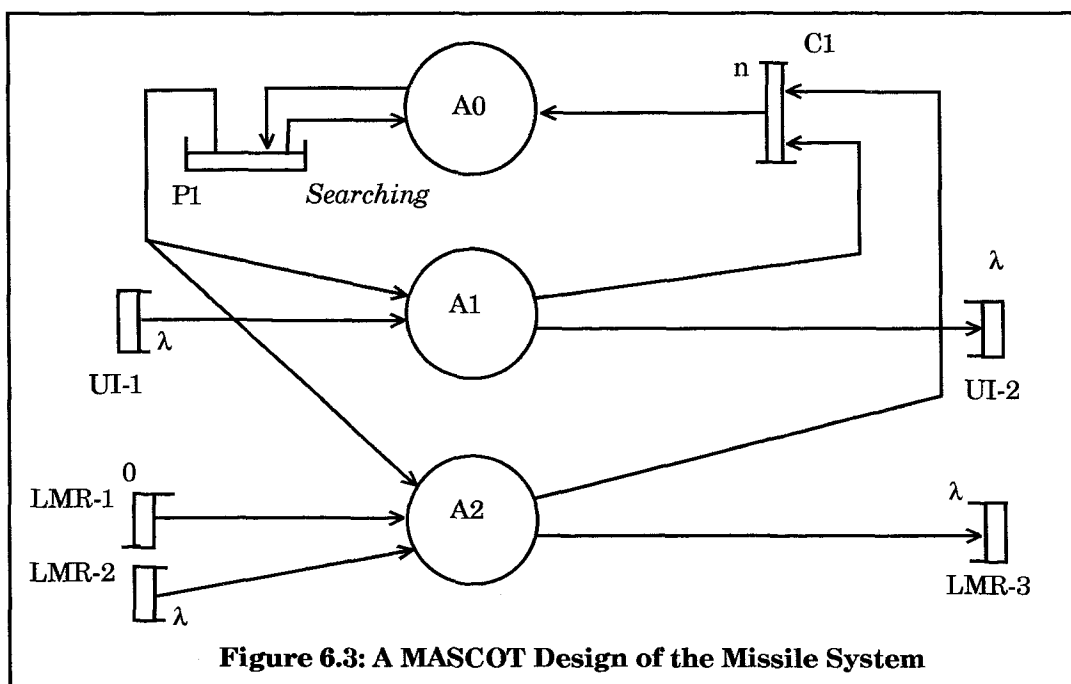 C1
n
A0
P1
Searching
A1
λ
λ
UI-1
UI-2
0
LMR-1
A2
λ
LMR-2
λ
LMR-3
Figure 6.3: A MASCOT Design of the Missile System